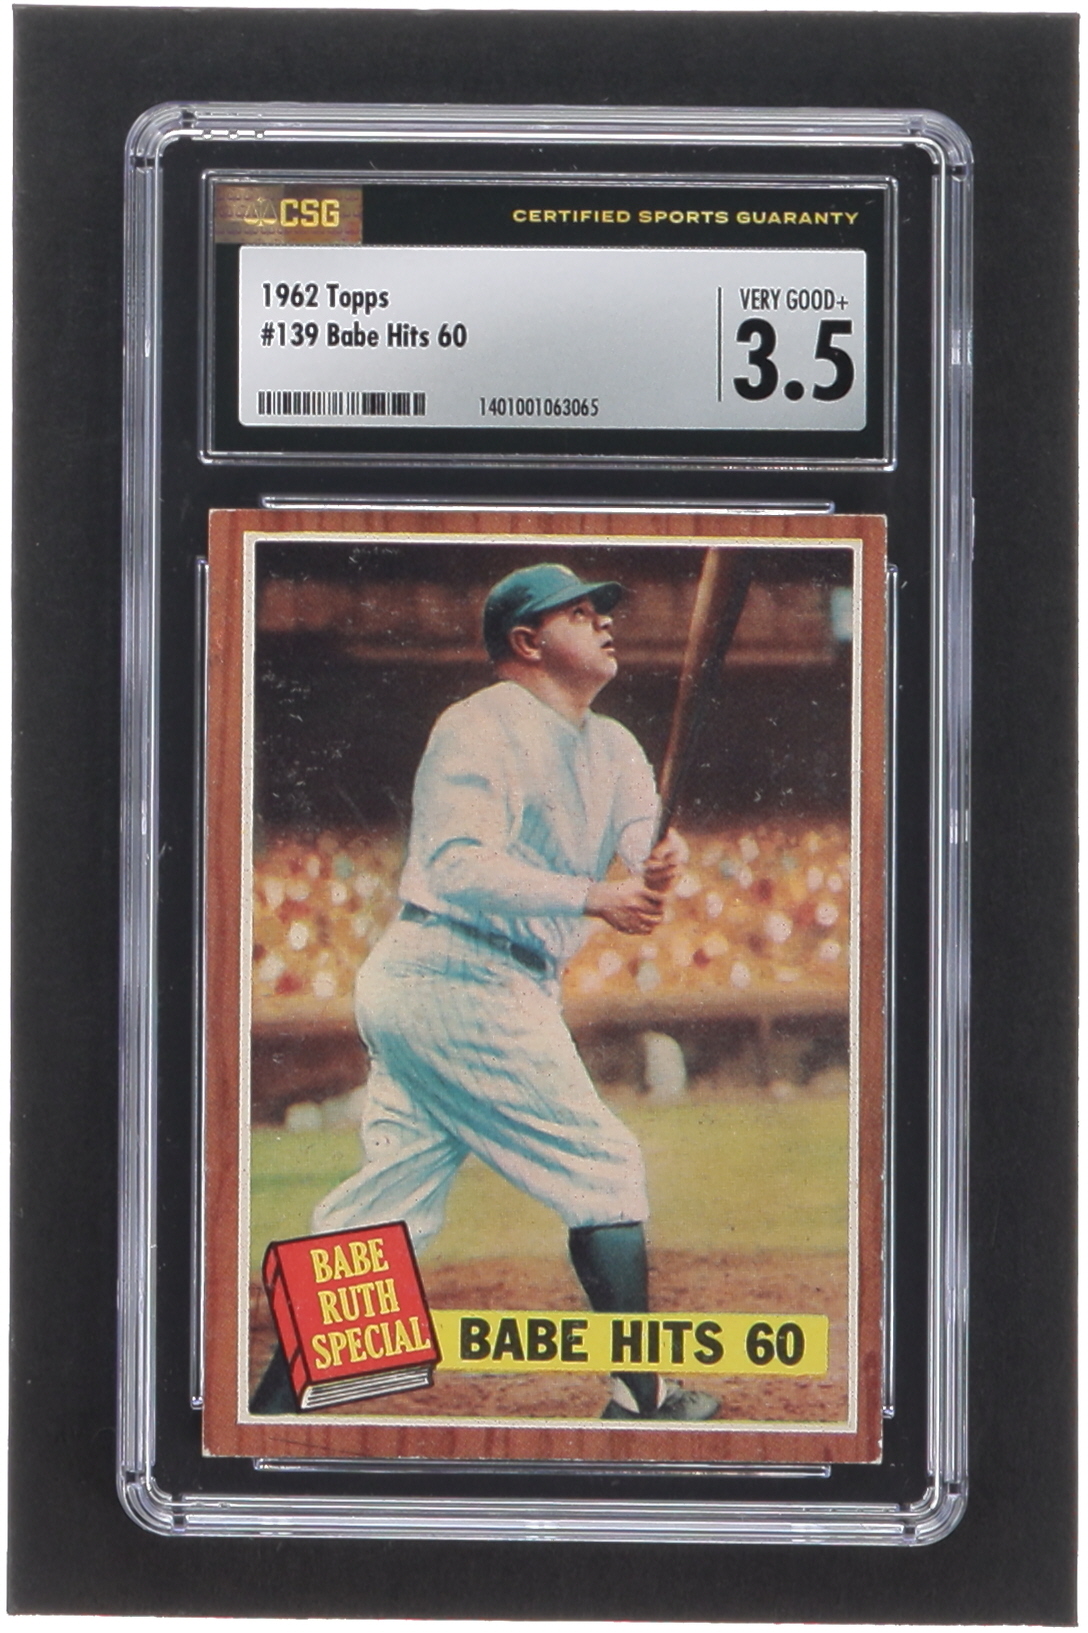 CSG
CERTIFIED SPORTS GUARANTY
1962 Topps
#139 Babe Hits 60
VERY GOOD+
3.5
1401001063065
BABE
RUTH
SPECIAL
BABE HITS 60